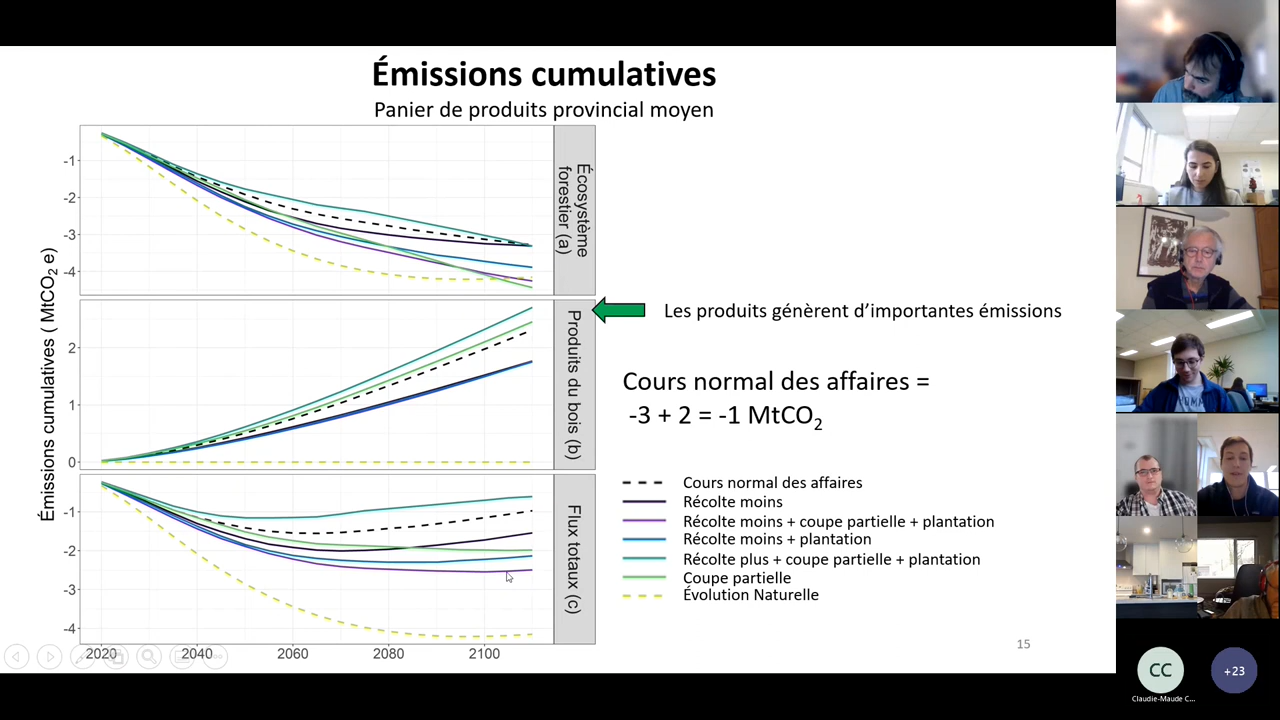 Émissions cumulatives
Panier de produits provincial moyen
Émissions cumulatives ( MtCO2 e)
-1
-2
-3
-4
Écosystème
forestier (a)
2
1
0
Produits du bois (b)
-1
-2
-3
-4
Flux totaux (c)
2020
2040
2060
2080
2100
Les produits génèrent d'importantes émissions
Cours normal des affaires =
-3 + 2 = -1 MtCO2
Cours normal des affaires
Récolte moins
Récolte moins + coupe partielle + plantation
Récolte moins + plantation
Récolte plus + coupe partielle + plantation
Coupe partielle
Évolution Naturelle
15
CC
+23
Claudie-Maude C...